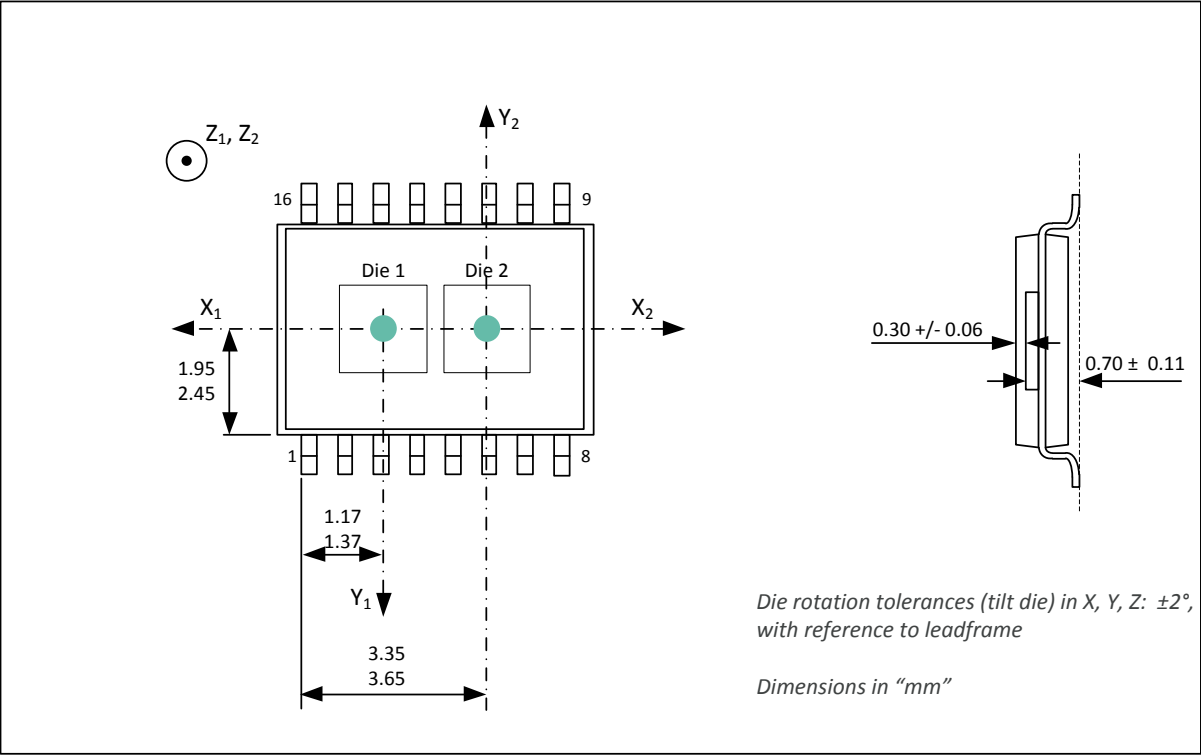 Z1, Z2
Y2
16
9
Die 1
Die 2
X1
X2
1.95
2.45
1
8
1.17
1.37
Y1
3.35
3.65
0.30 +/- 0.06
0.70 ± 0.11
Die rotation tolerances (tilt die) in X, Y, Z: ±2°,
with reference to leadframe
Dimensions in “mm”